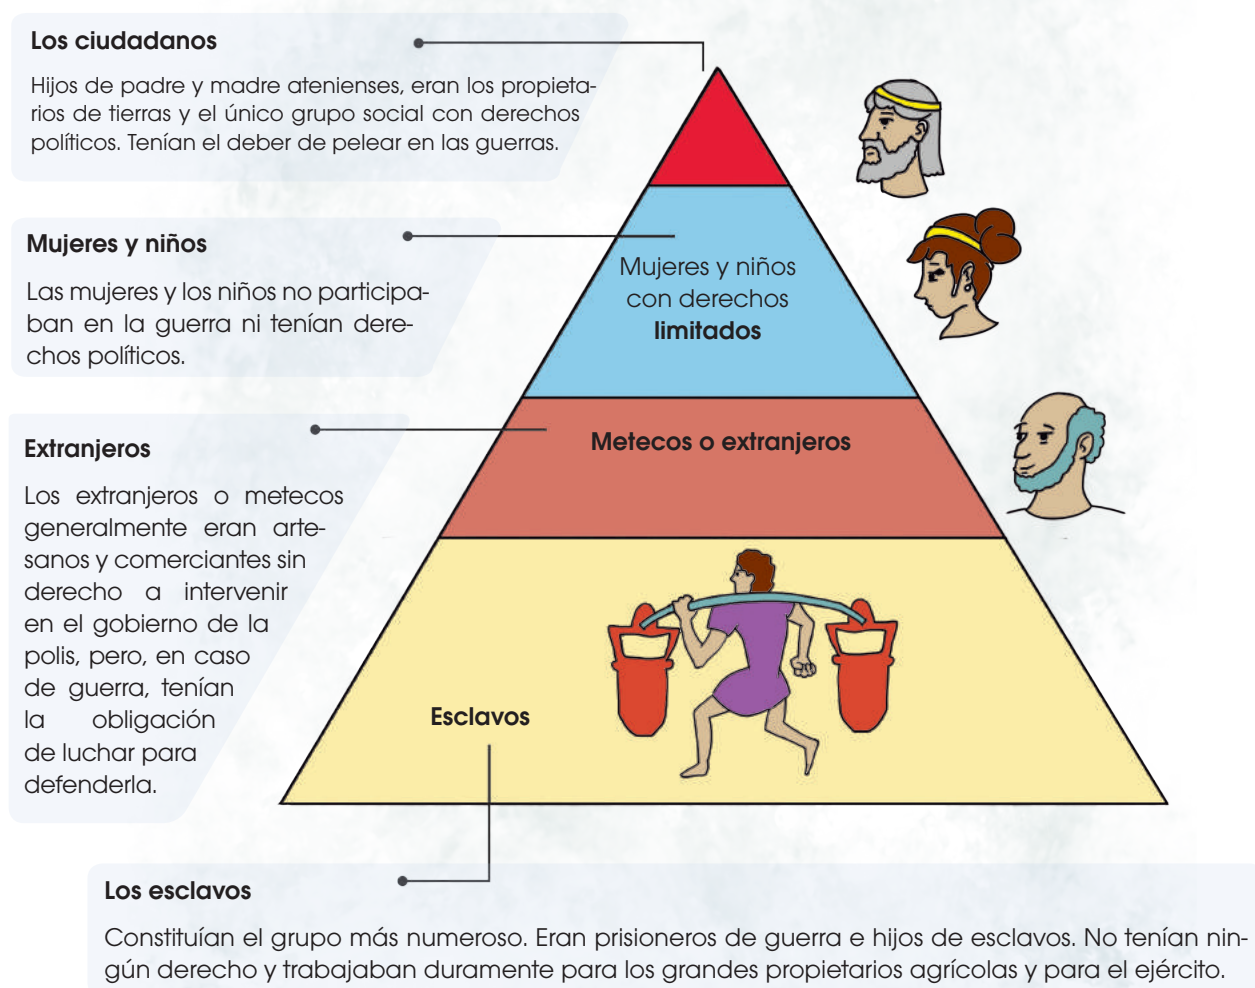 Los ciudadanos
Hijos de padre y madre atenienses, eran los propieta-
rios de tierras y el único grupo social con derechos
políticos. Tenían el deber de pelear en las guerras.
Mujeres y niños
Las mujeres y los niños no participa-
ban en la guerra ni tenían dere-
chos políticos.
Mujeres y niños
con derechos
limitados
Extranjeros
Los extranjeros o metecos
generalmente eran arte-
sanos y comerciantes sin
derecho a intervenir
en el gobierno de la
polis, pero, en caso
de guerra, tenían
la obligación
de luchar para
defenderla.
Metecos o extranjeros
Esclavos
Los esclavos
Constituían el grupo más numeroso. Eran prisioneros de guerra e hijos de esclavos. No tenían nin-
gún derecho y trabajaban duramente para los grandes propietarios agrícolas y para el ejército.